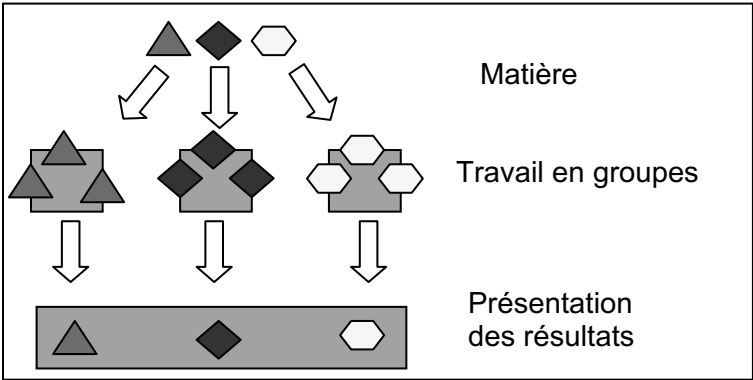 Matière
Travail en groupes
Présentation
des résultats